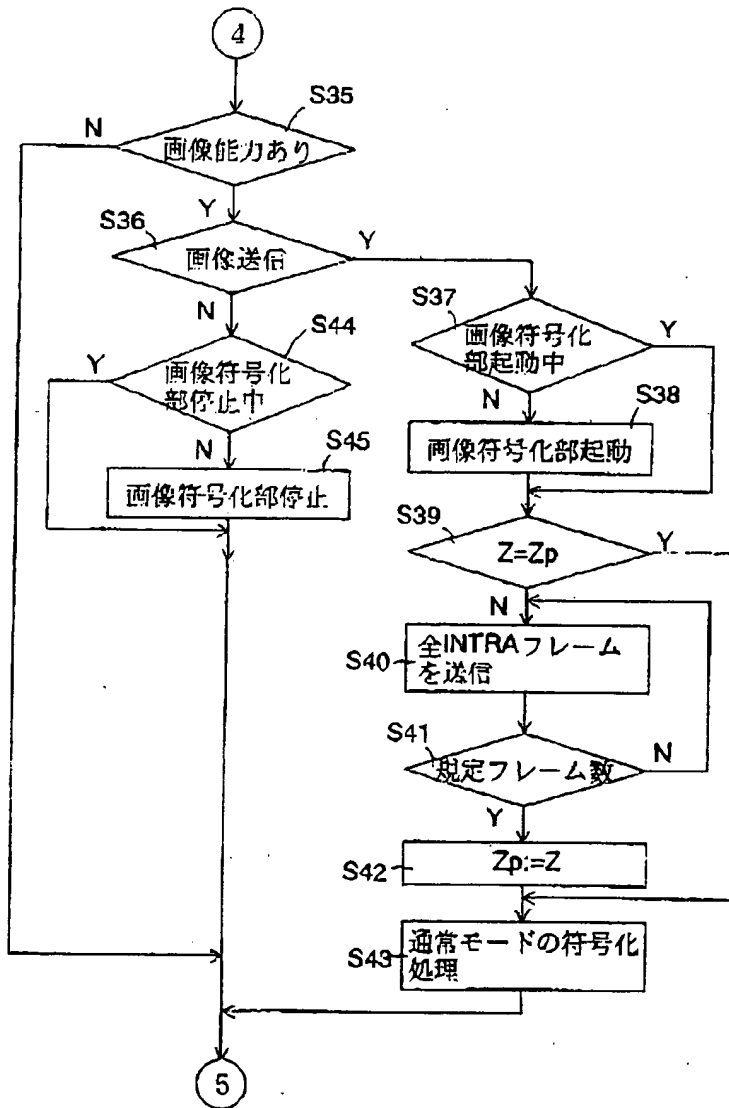 4
S35
N
画像能力あり
Y
S36
画像送信
Y
N
S44
Y
画像符号化
部停止中
N
S45
画像符号化部停止
S37
画像符号化
部起動中
Y
N
S38
画像符号化部起動
S39
Z=Zp
Y
N
S40
全INTRAフレーム
を送信
S41
規定フレーム数
N
Y
S42
Zp:=Z
S43
通常モードの符号化
処理
5